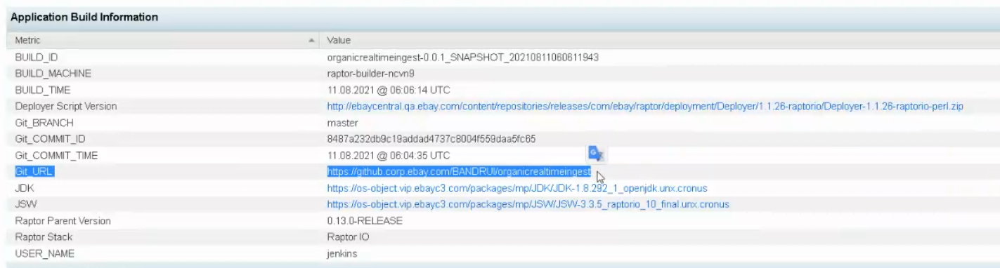 Application Build Information
Metric Value
BUILD_ID organicrealtimeingest-0.0.1_SNAPSHOT_20210811060611943
BUILD_MACHINE raptor-builder-ncvn9
BUILD_TIME 11.08.2021 @ 06:06:14 UTC
Deployer Script Version http://ebaycentral.qa.ebay.com/content/repositories/releases/com/ebay/raptor/deployment/Deployer/1.1.26-raptorio/Deployer-1.1.26-raptorio-perl.zip
Git_BRANCH master
Git_COMMIT_ID 8487a232db9c19addad4737c8004f559daa5fc65
Git_COMMIT_TIME 11.08.2021 @ 06:04:35 UTC
Git_URL https://github.corp.ebay.com/BANDRUI/organicrealtimeingest
JDK https://os-object.vip.ebayc3.com/packages/mp/JDK/JDK-1.8.292_1_openjdk.unx.cronus
JSW https://os-object.vip.ebayc3.com/packages/mp/JSW/JSW-3.3.5_raptorio_10_final.unx.cronus
Raptor Parent Version 0.13.0-RELEASE
Raptor Stack Raptor IO
USER_NAME jenkins